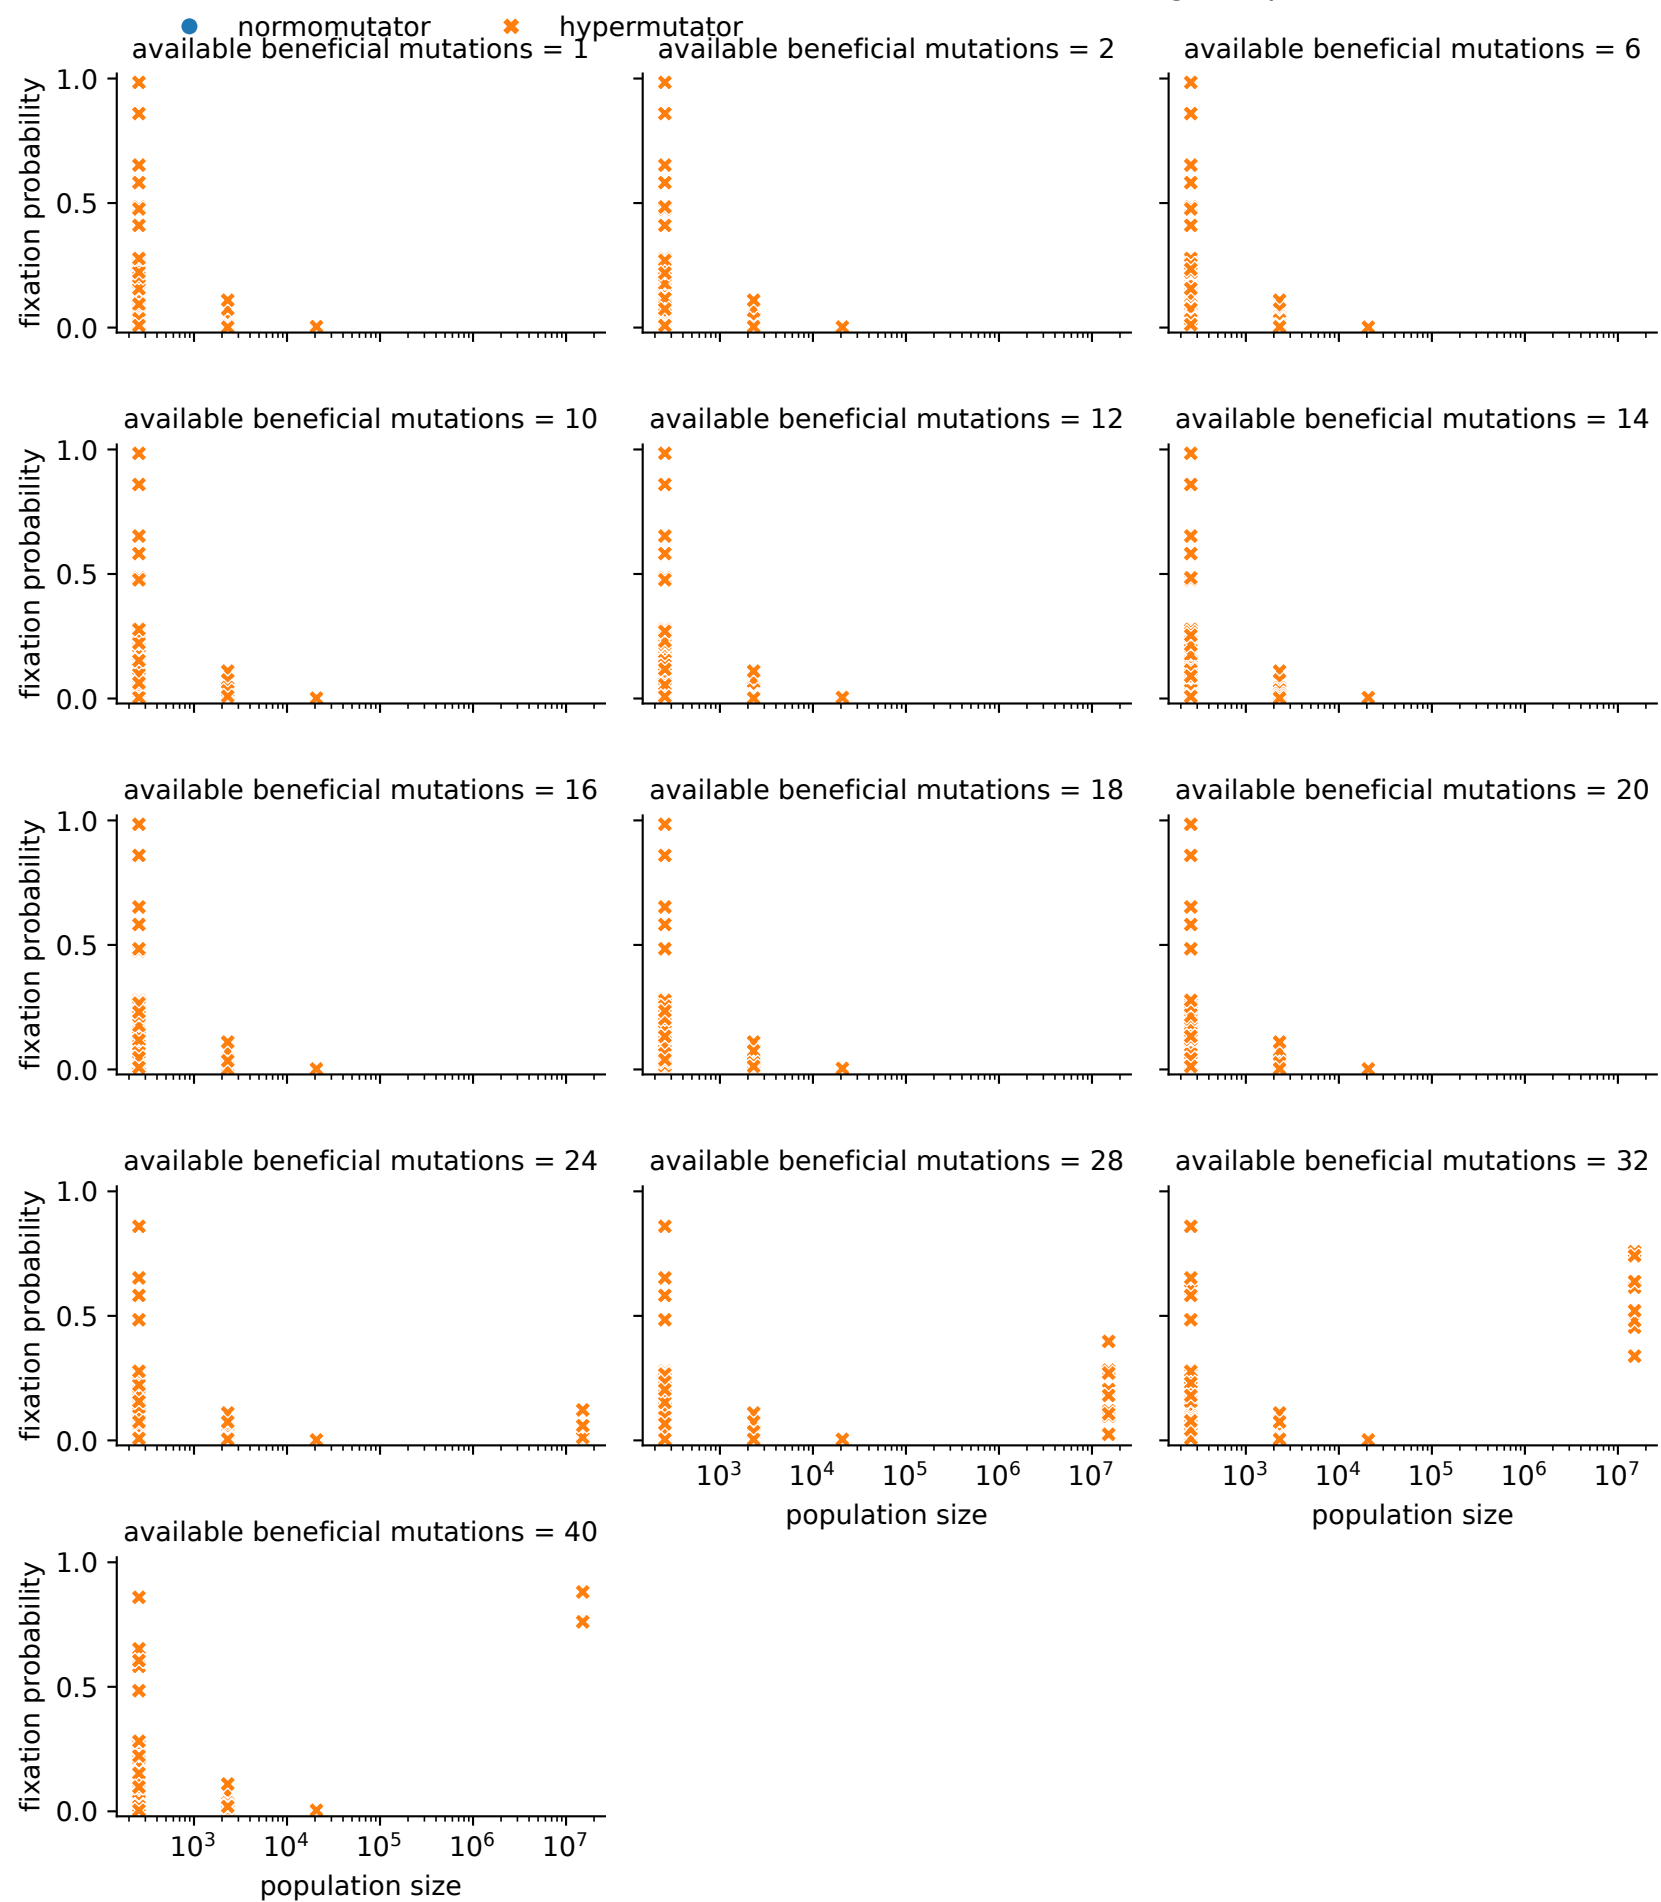 normomutator hypermutator
available beneficial mutations = 1 available beneficial mutations = 2 available beneficial mutations = 6
fixation probability
1.0
0.5
0.0
available beneficial mutations = 10 available beneficial mutations = 12 available beneficial mutations = 14
fixation probability
1.0
0.5
0.0
available beneficial mutations = 16 available beneficial mutations = 18 available beneficial mutations = 20
fixation probability
1.0
0.5
0.0
available beneficial mutations = 24 available beneficial mutations = 28 available beneficial mutations = 32
fixation probability
1.0
0.5
0.0
10³ 10⁴ 10⁵ 10⁶ 10⁷ 10³ 10⁴ 10⁵ 10⁶ 10⁷
population size population size
available beneficial mutations = 40
fixation probability
1.0
0.5
0.0
10³ 10⁴ 10⁵ 10⁶ 10⁷
population size